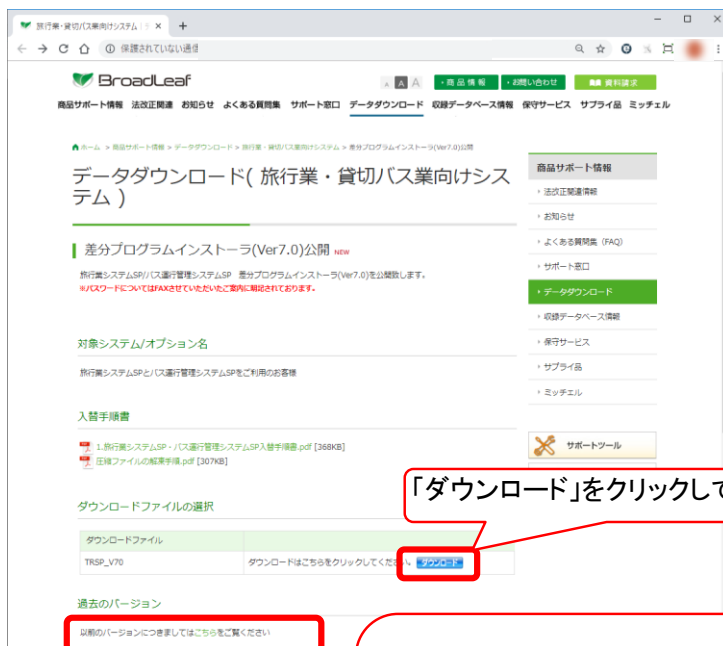 旅行業・貸切バス業向けシステム | デ
保護されていない通信
BroadLeaf
A A A
・商品情報
・お問い合わせ
資料請求
商品サポート情報 法改正関連 お知らせ よくある質問集 サポート窓口 データダウンロード 収録データベース情報 保守サービス サプライ品 ミッチェル
ホーム > 商品サポート情報 > データダウンロード > 旅行業・貸切バス業向けシステム > 差分プログラムインストーラ(Ver7.0)公開
データダウンロード( 旅行業・貸切バス業向けシス
テム )
差分プログラムインストーラ(Ver7.0)公開 NEW
旅行業システムSP/バス運行管理システムSP 差分プログラムインストーラ(Ver7.0)を公開致します。
※パスワードについてはFAXさせていただいたご案内に明記されております。
対象システム/オプション名
旅行業システムSPとバス運行管理システムSPをご利用のお客様
入替手順書
1.旅行業システムSP・バス運行管理システムSP入替手順書.pdf [368KB]
圧縮ファイルの解凍手順.pdf [307KB]
ダウンロードファイルの選択
ダウンロードファイル
TRSP_V70 ダウンロードはこちらをクリックしてください。 ダウンロード
過去のバージョン
以前のバージョンにつきましてはこちらをご覧ください
商品サポート情報
法改正関連情報
お知らせ
よくある質問集 (FAQ)
サポート窓口
データダウンロード
収録データベース情報
保守サービス
サプライ品
ミッチェル
サポートツール
「ダウンロード」をクリックして